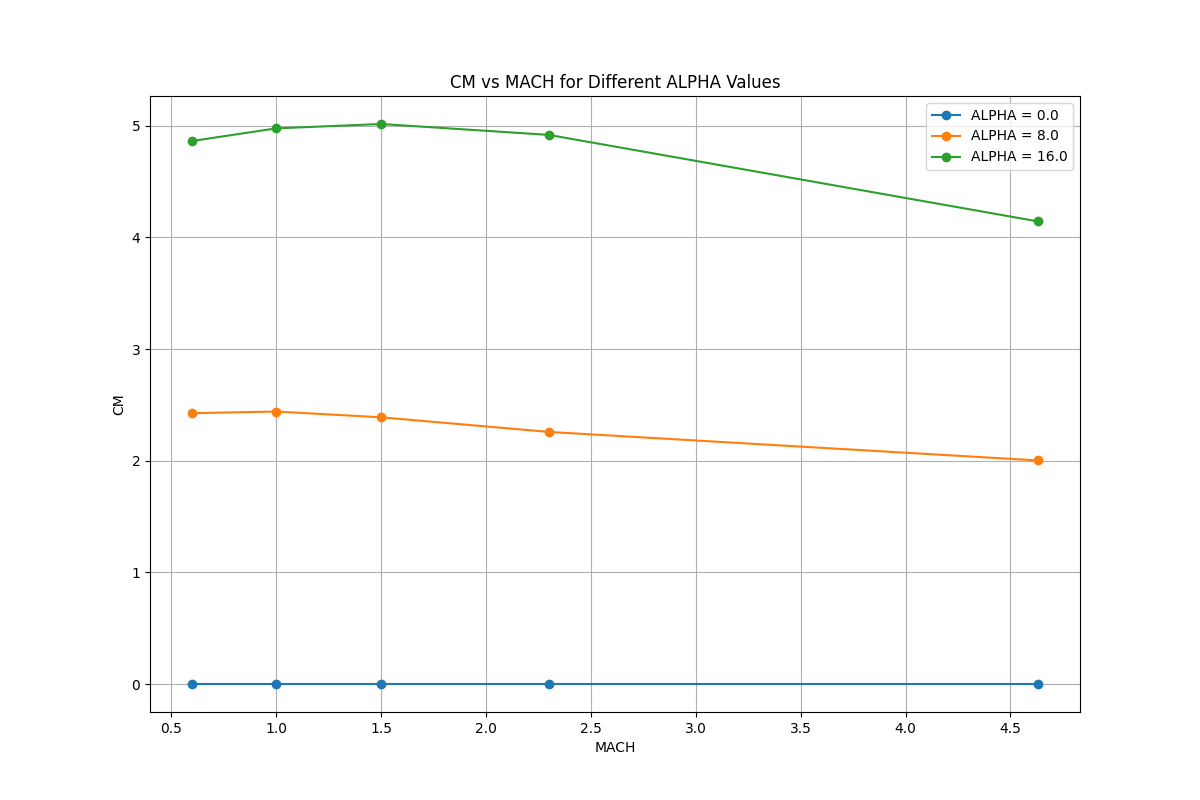 CM vs MACH for Different ALPHA Values
ALPHA = 0.0
ALPHA = 8.0
ALPHA = 16.0
CM
5
4
3
2
1
0
0.5 1.0 1.5 2.0 2.5 3.0 3.5 4.0 4.5
MACH